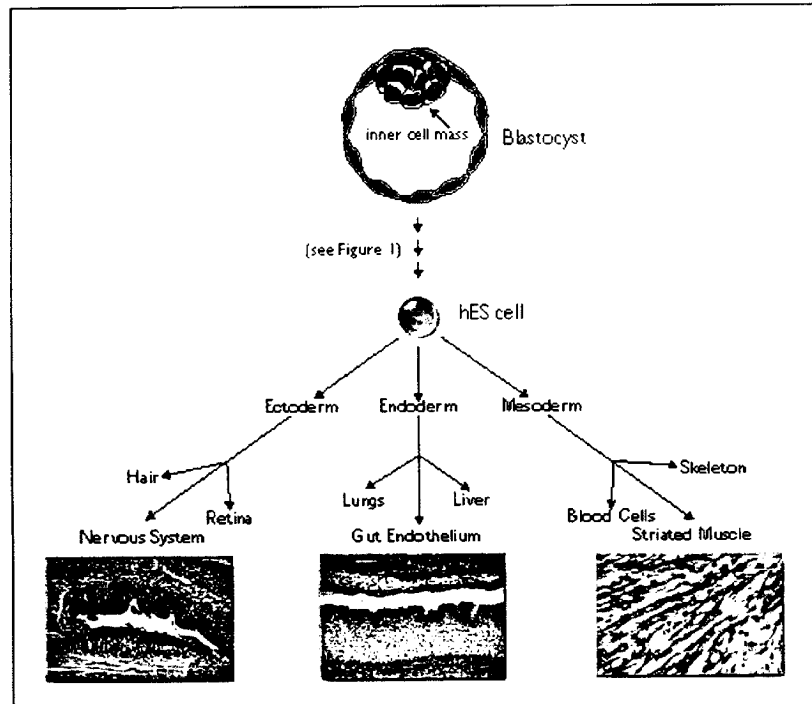 inner cell mass
Blastocyst
(see Figure 1)
hES cell
Ectoderm
Endoderm
Mesoderm
Hair
Retina
Nervous System
Lungs
Liver
Gut Endothelium
Skeleton
Blood Cells
Striated Muscle